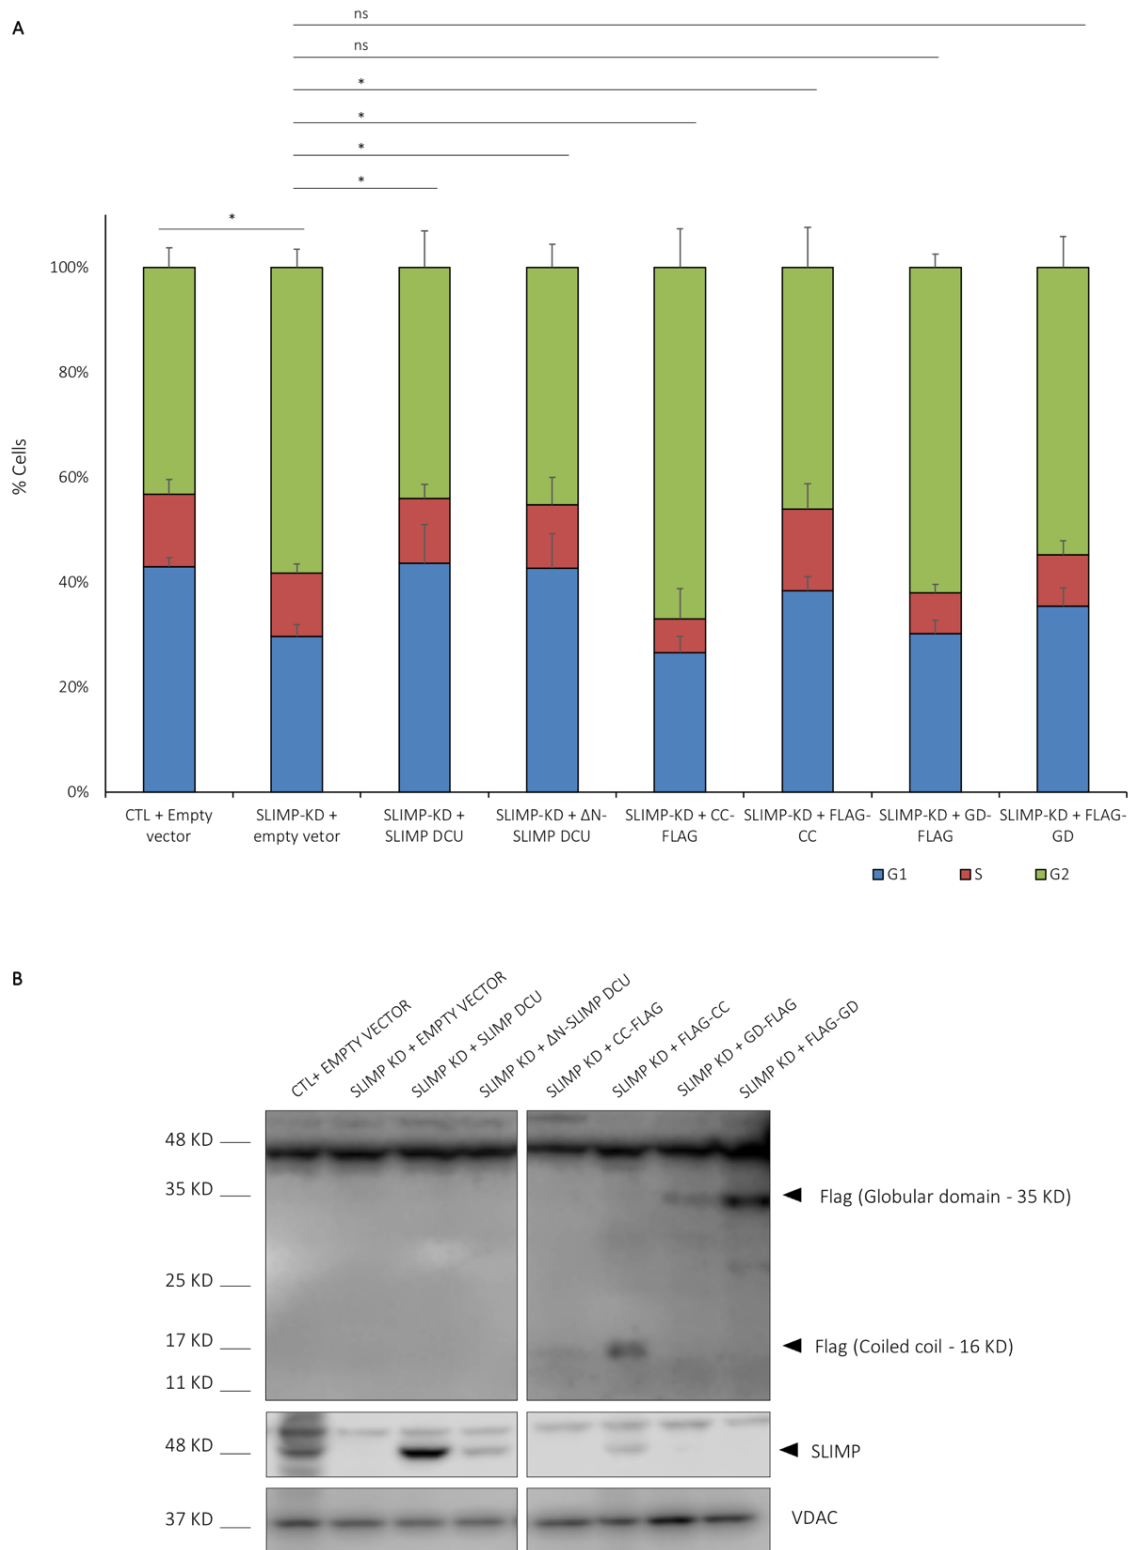 A
ns
ns
*
*
*
*
*
100%
80%
60%
40%
20%
0%
% Cells
CTL + Empty
vector
SLIMP-KD +
empty vetor
SLIMP-KD +
SLIMP DCU
SLIMP-KD + ΔN-
SLIMP DCU
SLIMP-KD + CC-
FLAG
SLIMP-KD + FLAG-
CC
SLIMP-KD + GD-
FLAG
SLIMP-KD + FLAG-
GD
G1 S G2
B
CTL+ EMPTY VECTOR
SLIMP KD + EMPTY VECTOR
SLIMP KD + SLIMP DCU
SLIMP KD + ΔN-SLIMP DCU
SLIMP KD + CC-FLAG
SLIMP KD + FLAG-CC
SLIMP KD + GD-FLAG
SLIMP KD + FLAG-GD
48 KD
35 KD
Flag (Globular domain - 35 KD)
25 KD
17 KD
Flag (Coiled coil - 16 KD)
11 KD
48 KD
SLIMP
37 KD
VDAC